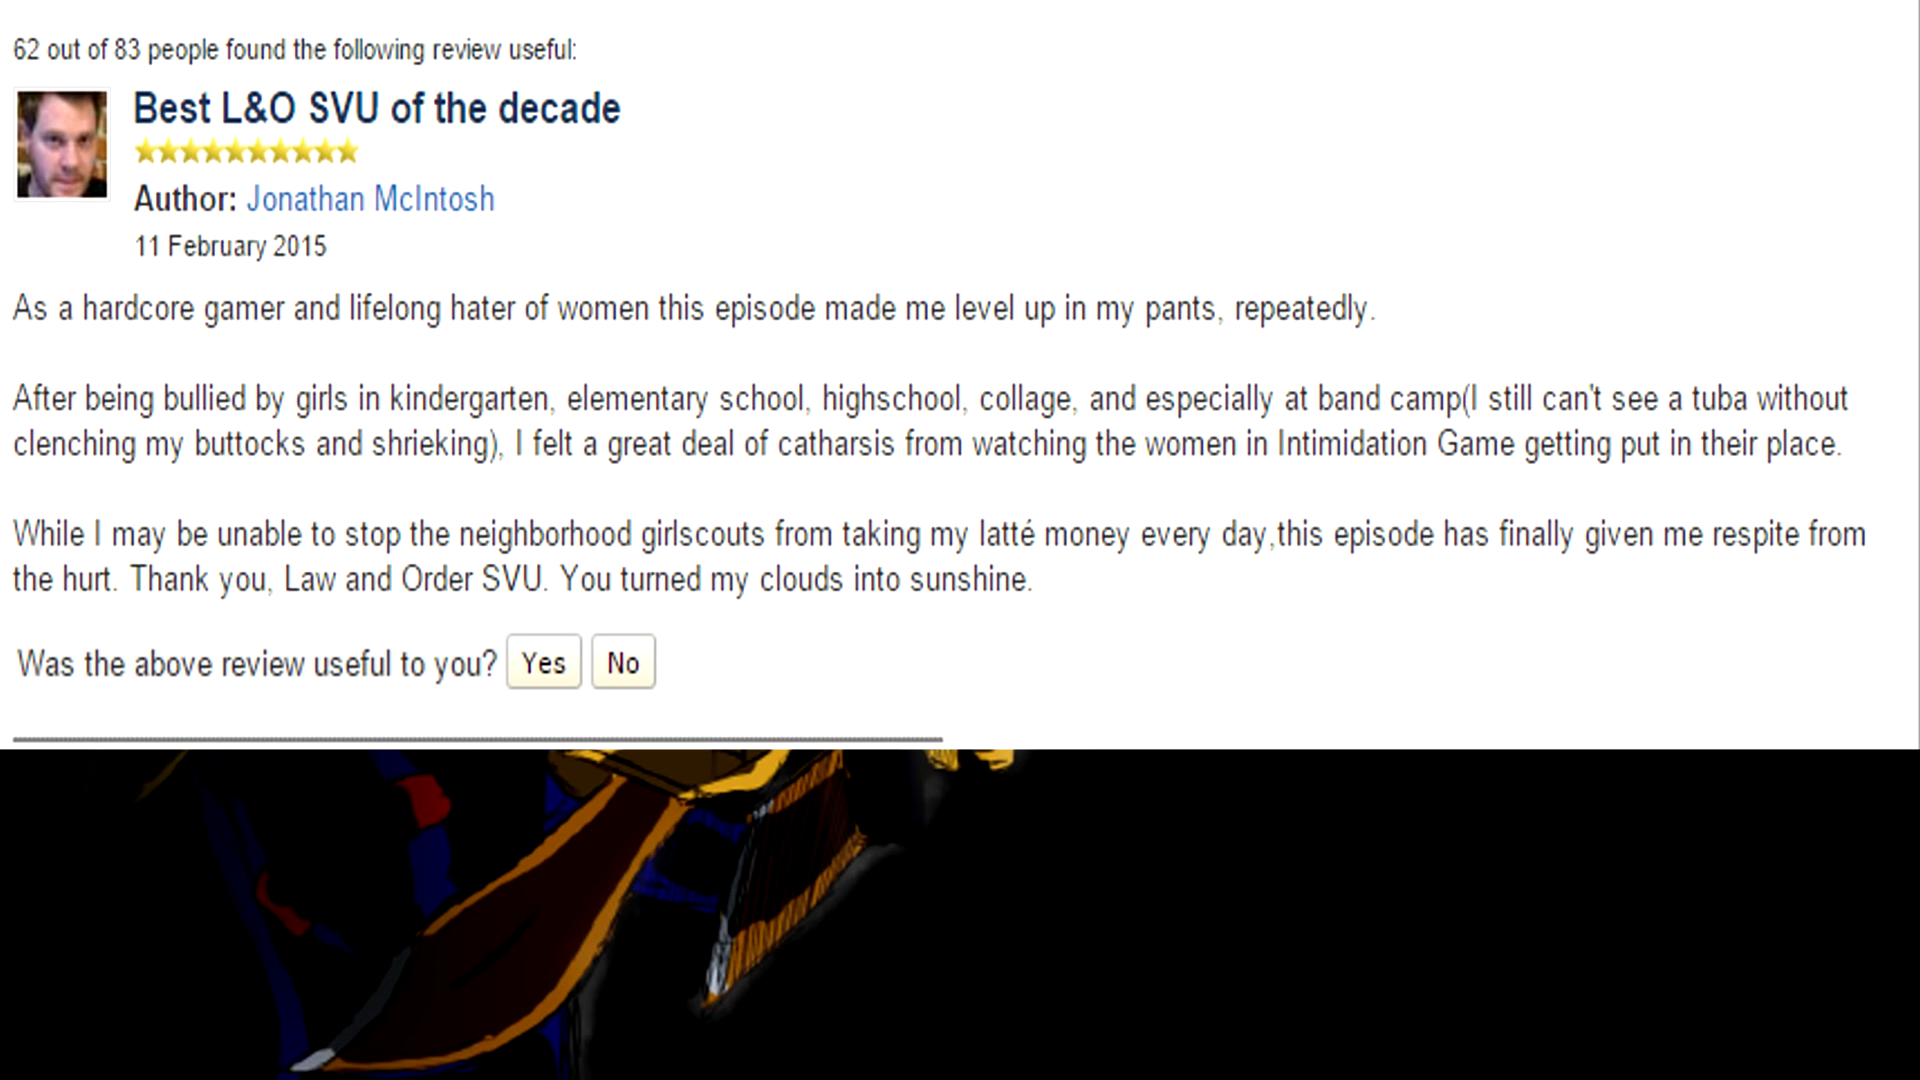 62 out of 83 people found the following review useful:
Best L&O SVU of the decade
Author: Jonathan McIntosh
11 February 2015
As a hardcore gamer and lifelong hater of women this episode made me level up in my pants, repeatedly.
After being bullied by girls in kindergarten, elementary school, highschool, collage, and especially at band camp(I still can't see a tuba without
clenching my buttocks and shrieking), I felt a great deal of catharsis from watching the women in Intimidation Game getting put in their place.
While I may be unable to stop the neighborhood girlscouts from taking my latté money every day,this episode has finally given me respite from
the hurt. Thank you, Law and Order SVU. You turned my clouds into sunshine.
Was the above review useful to you? Yes No